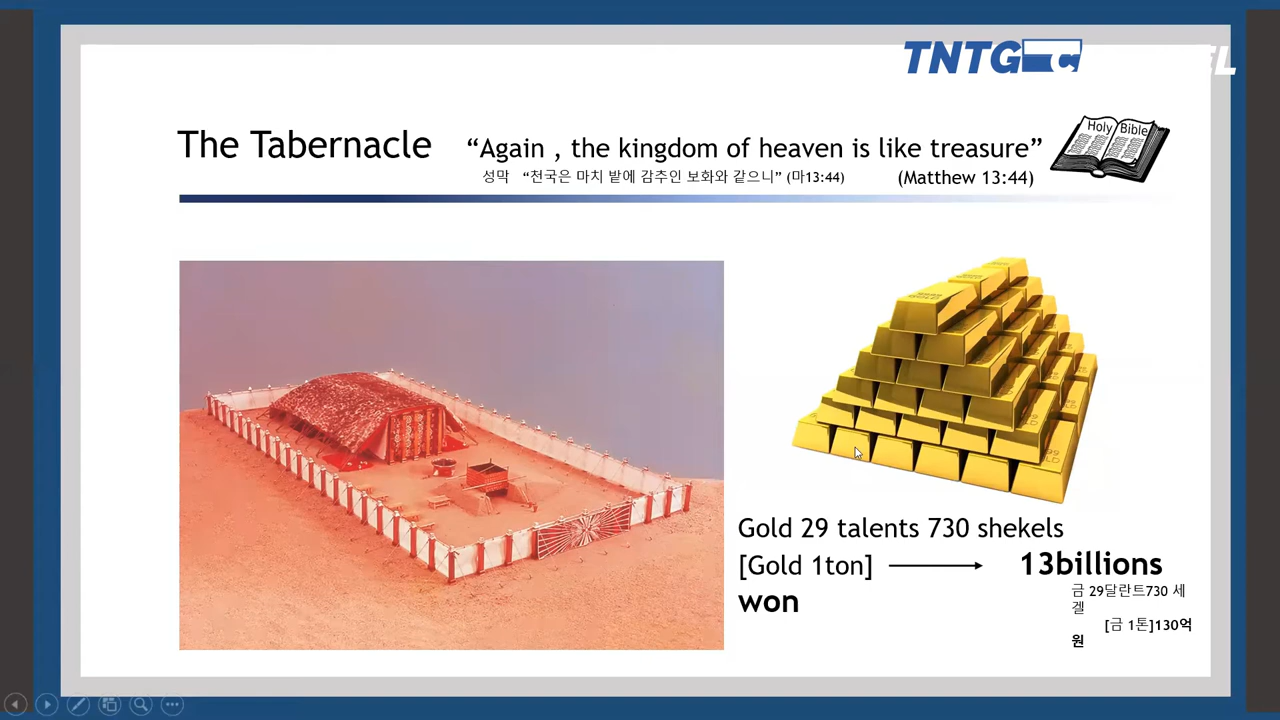 TNTG C EL
The Tabernacle “Again , the kingdom of heaven is like treasure”
Holy Bible
성막 “천국은 마치 밭에 감추인 보화와 같으니” (마13:44) (Matthew 13:44)
Gold 29 talents 730 shekels
[Gold 1ton] 13billions
won
금 29달란트730 세
겔
[금 1톤]130억
원